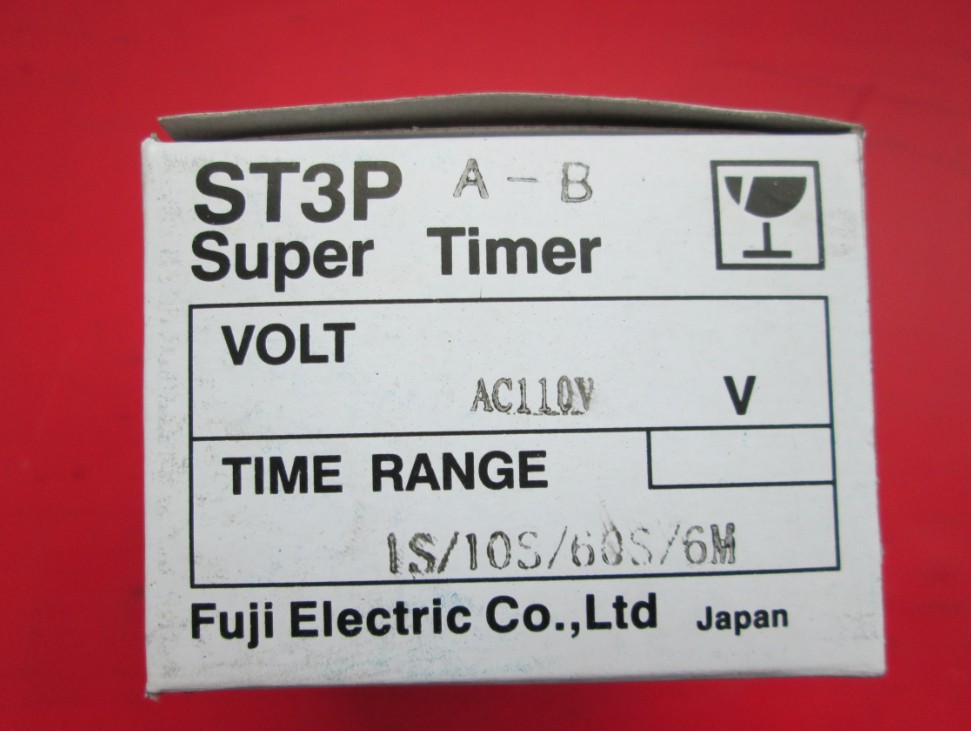 ST3P A-B
Super Timer
VOLT
AC110V V
TIME RANGE
1S/10S/60S/6M
Fuji Electric Co.,Ltd Japan